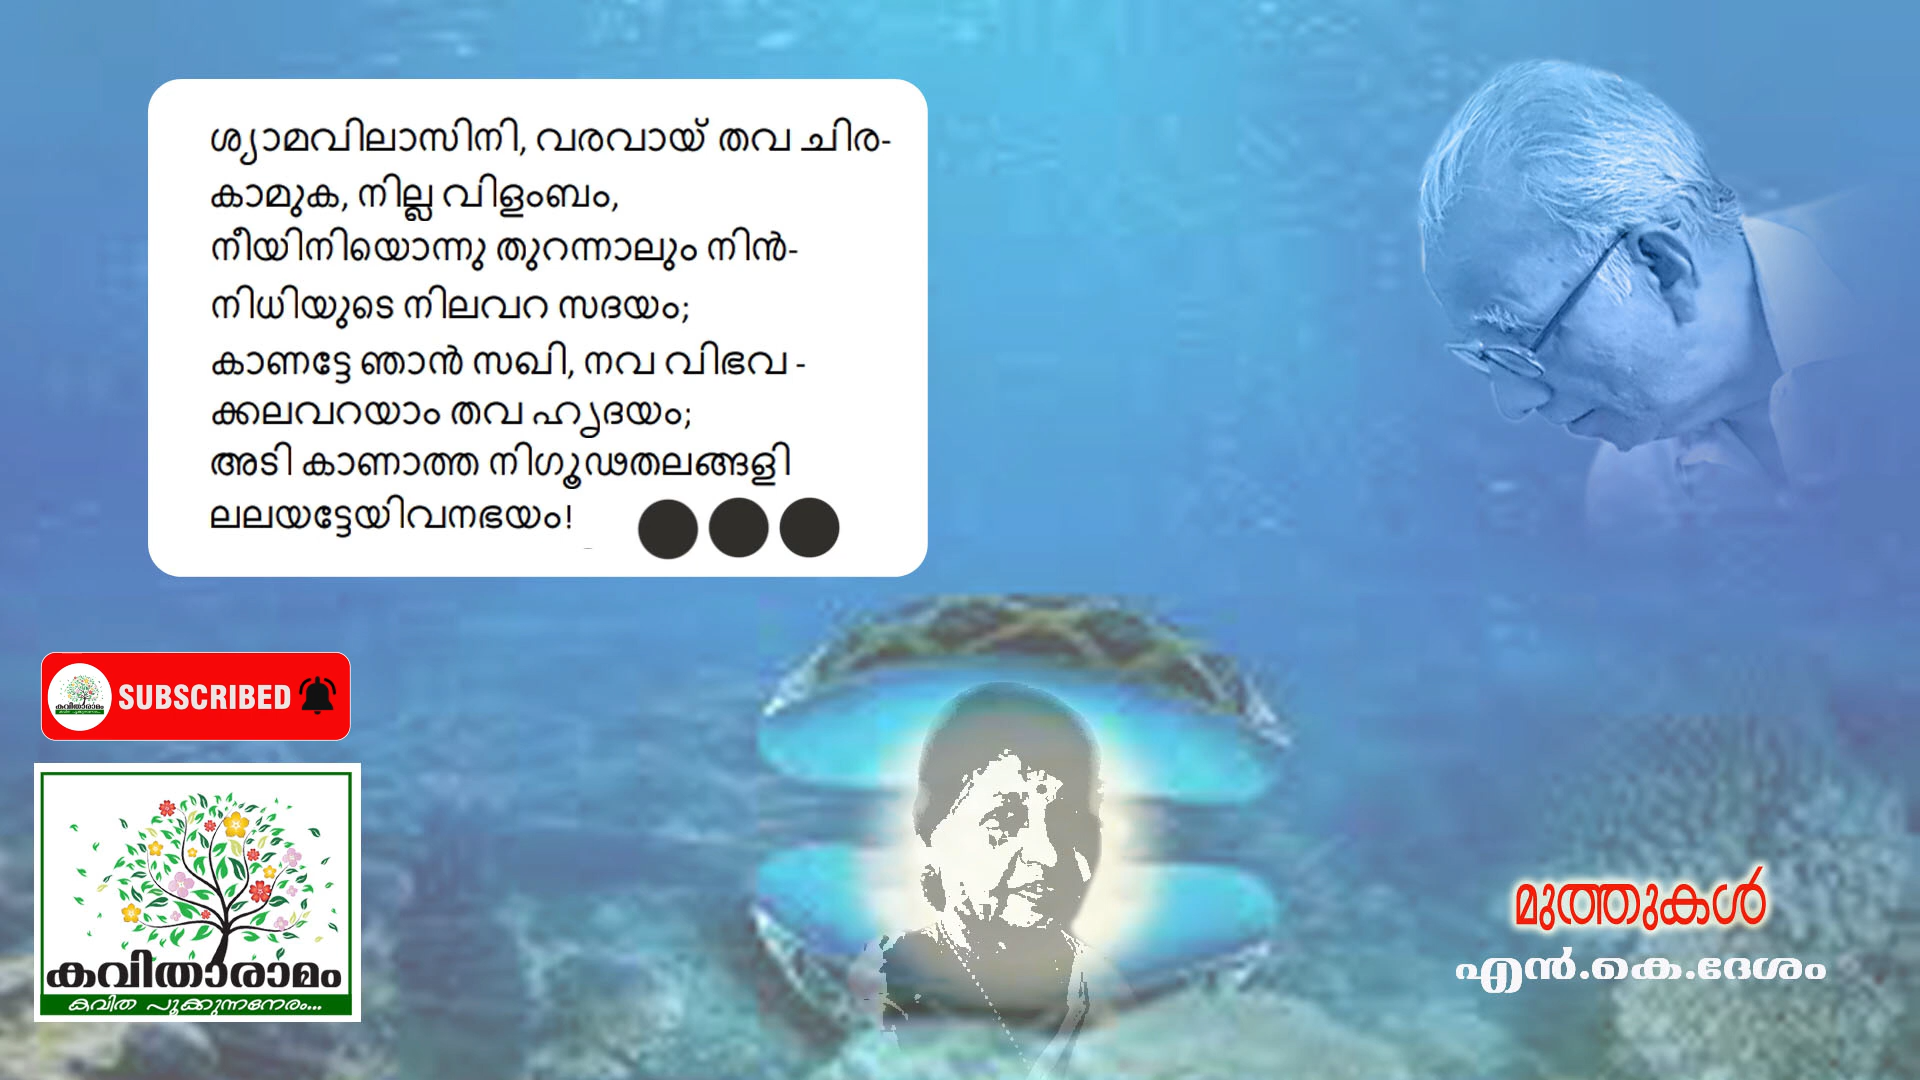 ശ്യാമവിലാസിനി, വരവായ് തവ ചിര-
കാമുക, നില്ല വിളംബം,
നീയിനിയൊന്നു തുറന്നാലും നിൻ-
നിധിയുടെ നിലവറ സദയം;
കാണട്ടേ ഞാൻ സഖി, നവ വിഭവ -
ക്കലവറയാം തവ ഹൃദയം;
അടി കാണാത്ത നിഗൂഢതലങ്ങളി
ലലയട്ടേയിവനഭയം!
SUBSCRIBED
കവിതാരാമം
കവിത പൂക്കുന്നനേരം...
മുത്തുകൾ
എൻ.കെ.ദേശം